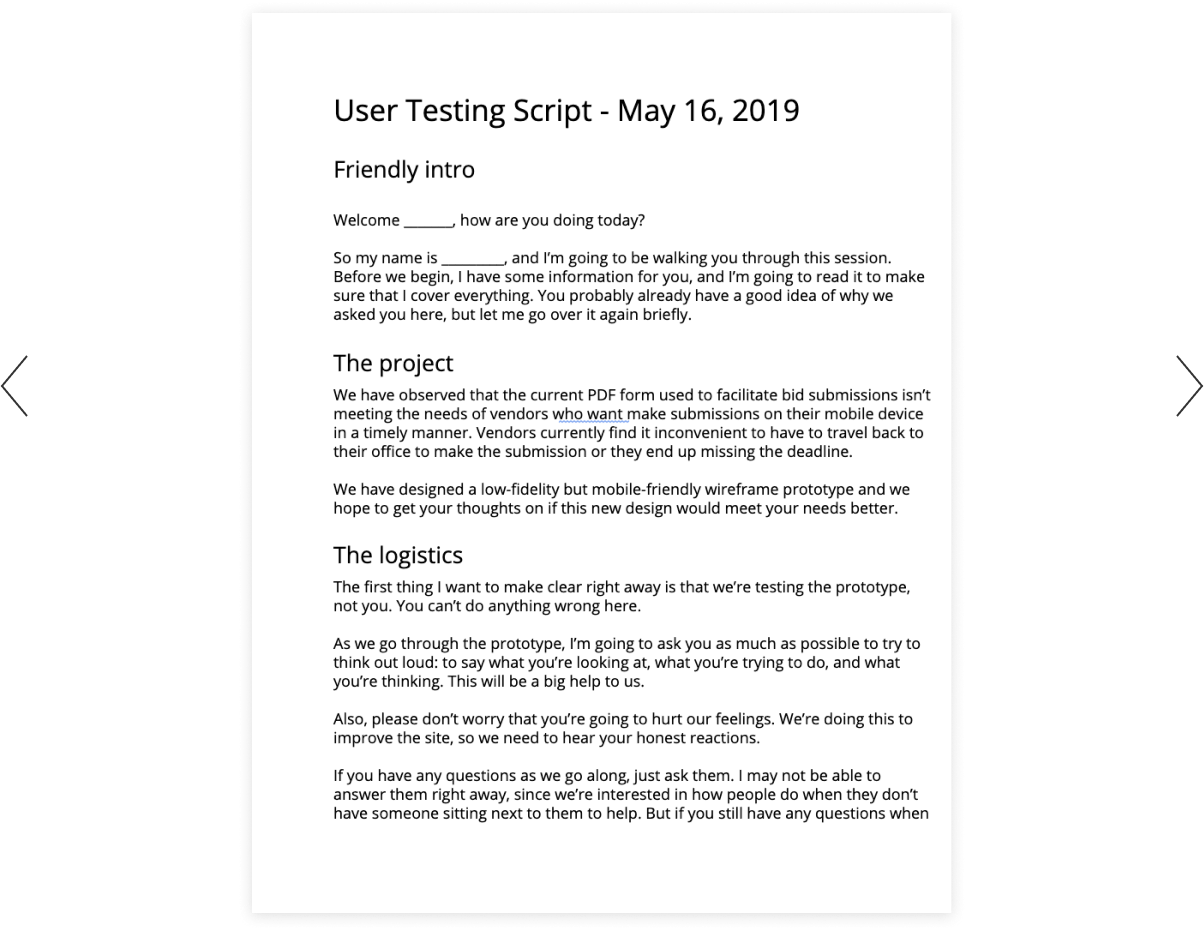 User Testing Script - May 16, 2019
Friendly intro
Welcome ______, how are you doing today?
So my name is ________, and I’m going to be walking you through this session.
Before we begin, I have some information for you, and I’m going to read it to make
sure that I cover everything. You probably already have a good idea of why we
asked you here, but let me go over it again briefly.
The project
We have observed that the current PDF form used to facilitate bid submissions isn’t
meeting the needs of vendors who want make submissions on their mobile device
in a timely manner. Vendors currently find it inconvenient to have to travel back to
their office to make the submission or they end up missing the deadline.
We have designed a low-fidelity but mobile-friendly wireframe prototype and we
hope to get your thoughts on if this new design would meet your needs better.
The logistics
The first thing I want to make clear right away is that we’re testing the prototype,
not you. You can’t do anything wrong here.
As we go through the prototype, I’m going to ask you as much as possible to try to
think out loud: to say what you’re looking at, what you’re trying to do, and what
you’re thinking. This will be a big help to us.
Also, please don’t worry that you’re going to hurt our feelings. We’re doing this to
improve the site, so we need to hear your honest reactions.
If you have any questions as we go along, just ask them. I may not be able to
answer them right away, since we’re interested in how people do when they don’t
have someone sitting next to them to help. But if you still have any questions when